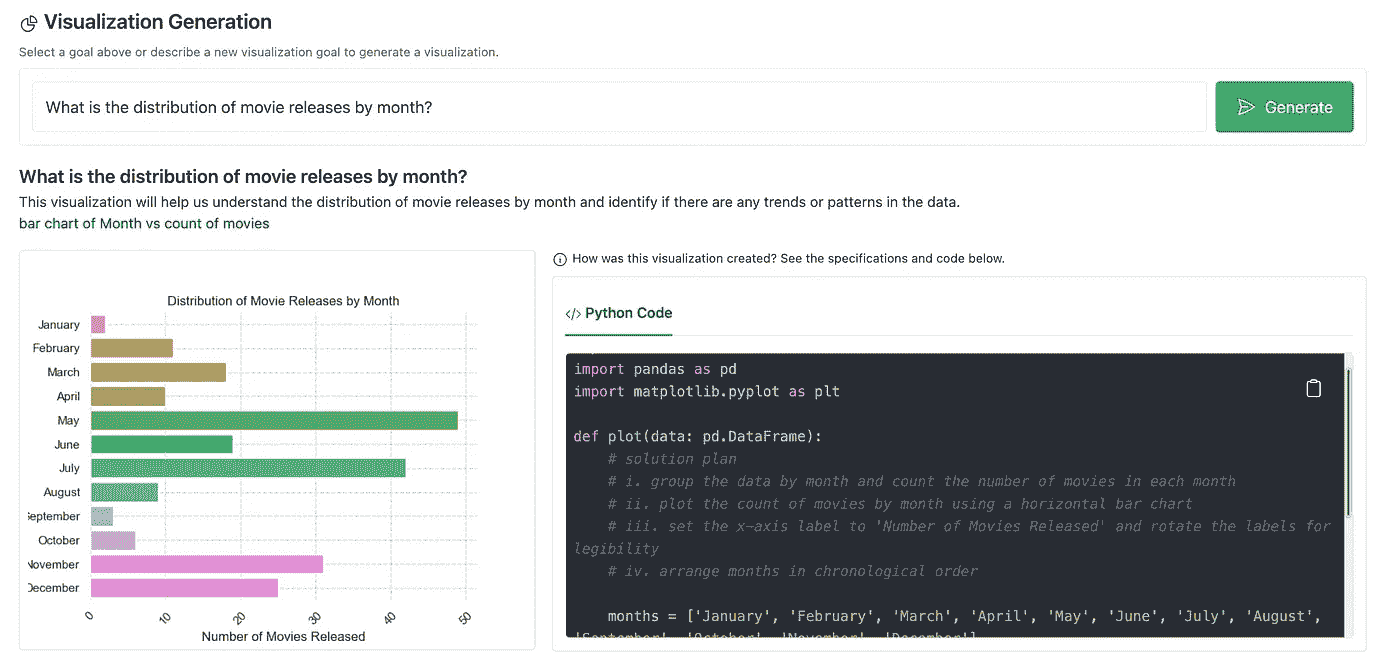 Visualization Generation
Select a goal above or describe a new visualization goal to generate a visualization.
What is the distribution of movie releases by month?
Generate
What is the distribution of movie releases by month?
This visualization will help us understand the distribution of movie releases by month and identify if there are any trends or patterns in the data.
bar chart of Month vs count of movies
Distribution of Movie Releases by Month
January
February
March
April
May
June
July
August
eptember
October
November
December
0 10 20 30 40 50
Number of Movies Released
How was this visualization created? See the specifications and code below.
</> Python Code
import pandas as pd
import matplotlib.pyplot as plt
def plot(data: pd.DataFrame):
# solution plan
# i. group the data by month and count the number of movies in each month
# ii. plot the count of movies by month using a horizontal bar chart
# iii. set the x-axis label to 'Number of Movies Released' and rotate the labels for
legibility
# iv. arrange months in chronological order
months = ['January', 'February', 'March', 'April', 'May', 'June', 'July', 'August',
'September', 'October', 'November', 'December']